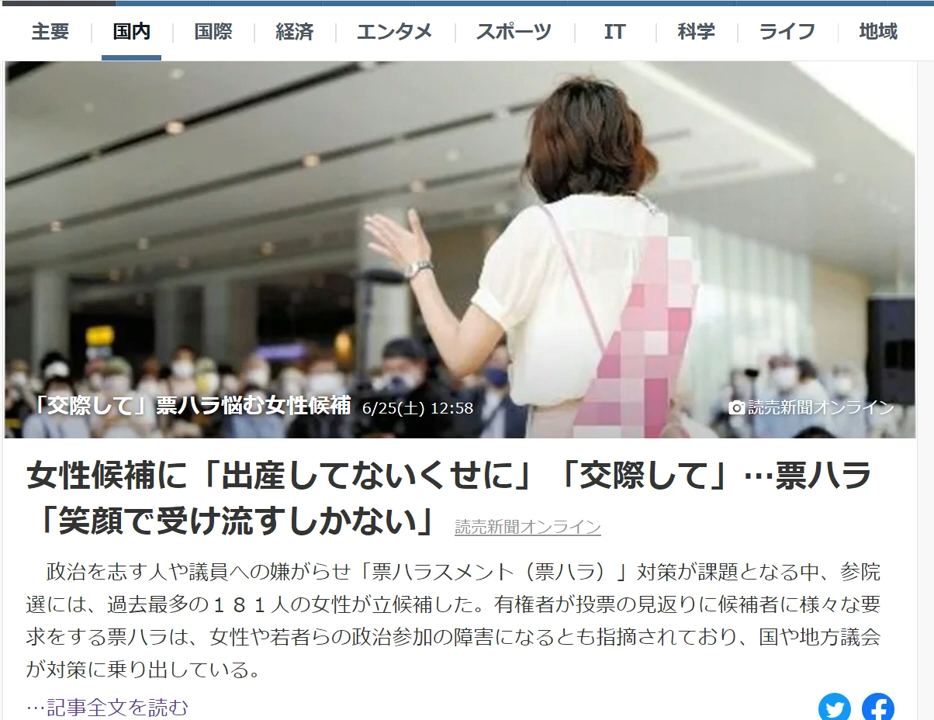 主要 国内 国際 経済 エンタメ スポーツ IT 科学 ライフ 地域
「交際して」票ハラ悩む女性候補 6/25(土) 12:58 読売新聞オンライン
女性候補に「出産してないくせに」「交際して」…票ハラ
「笑顔で受け流すしかない」 読売新聞オンライン
政治を志す人や議員への嫌がらせ「票ハラスメント（票ハラ）」対策が課題となる中、参院
選には、過去最多の１８１人の女性が立候補した。有権者が投票の見返りに候補者に様々な要
求をする票ハラは、女性や若者らの政治参加の障害になるとも指摘されており、国や地方議会
が対策に乗り出している。
…記事全文を読む